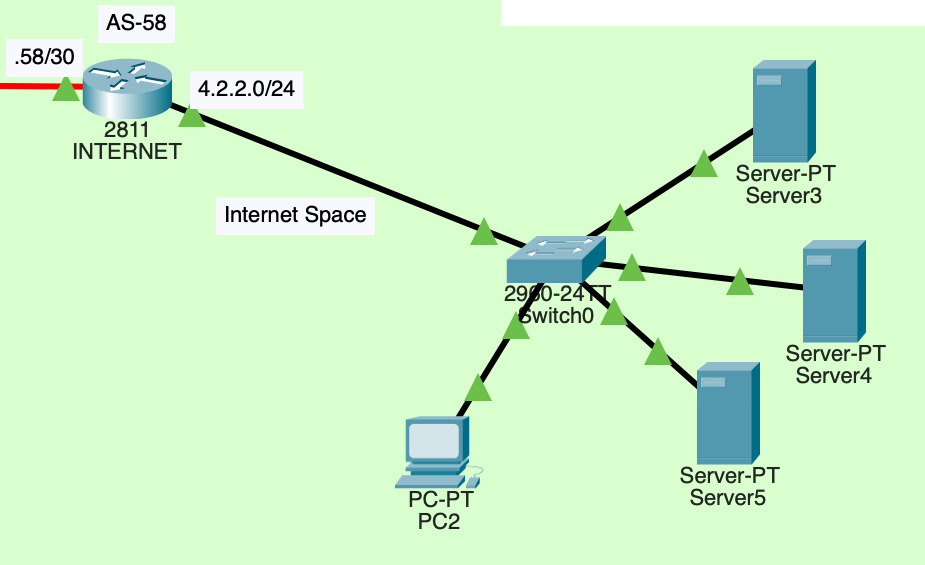 AS-58
.58/30
4.2.2.0/24
2811
INTERNET
Internet Space
Server-PT
Server3
2960-24TT
Switch0
Server-PT
Server4
Server-PT
Server5
PC-PT
PC2